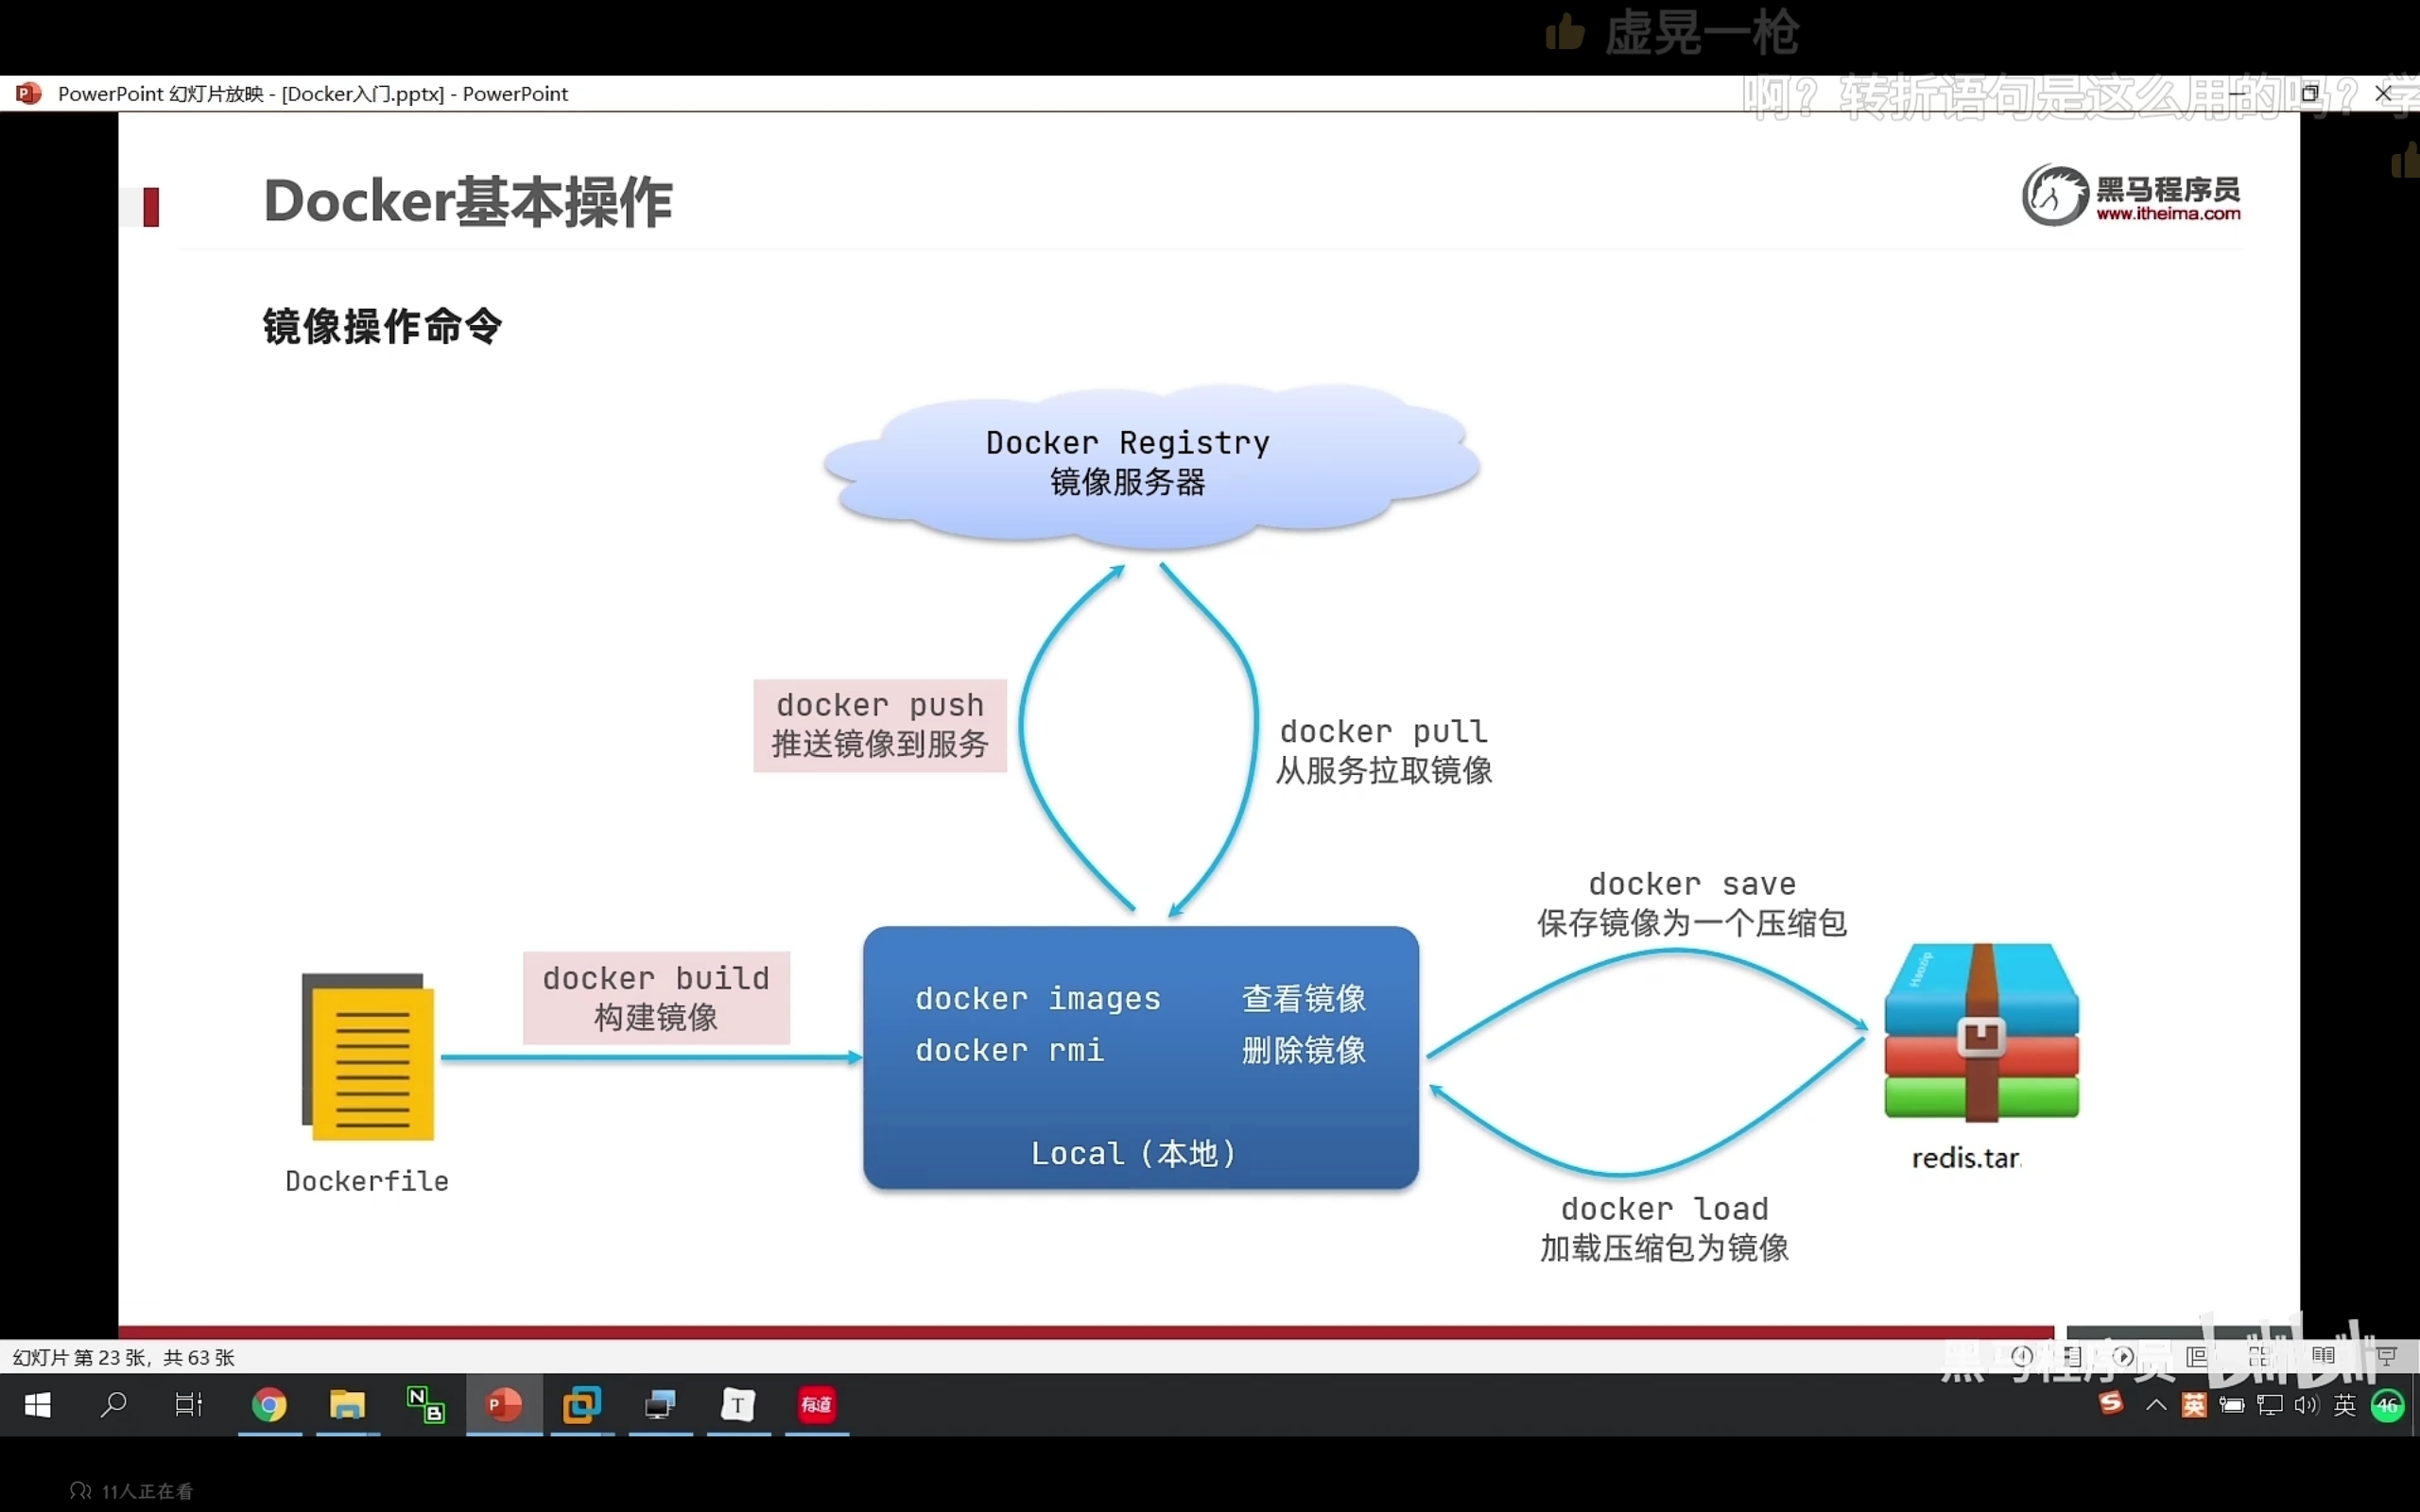 虚晃一枪
PowerPoint 幻灯片放映 - [Docker入门.pptx] - PowerPoint
啊？转折语句是这么用的吗？学
Docker基本操作
黑马程序员
www.itheima.com
镜像操作命令
Docker Registry
镜像服务器
docker push
推送镜像到服务
docker pull
从服务拉取镜像
docker save
保存镜像为一个压缩包
docker build
构建镜像
docker images 查看镜像
docker rmi 删除镜像
Local（本地）
Dockerfile
redis.tar
docker load
加载压缩包为镜像
幻灯片 第 23 张，共 63 张
黑马程序员
bilibili
N
B
P
T
有道
S
英
英
46
11人正在看